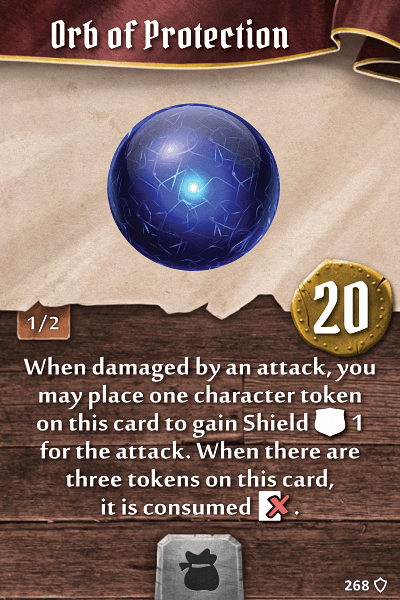 Orb of Protection
20
1/2
When damaged by an attack, you
may place one character token
on this card to gain Shield 1
for the attack. When there are
three tokens on this card,
it is consumed .
268